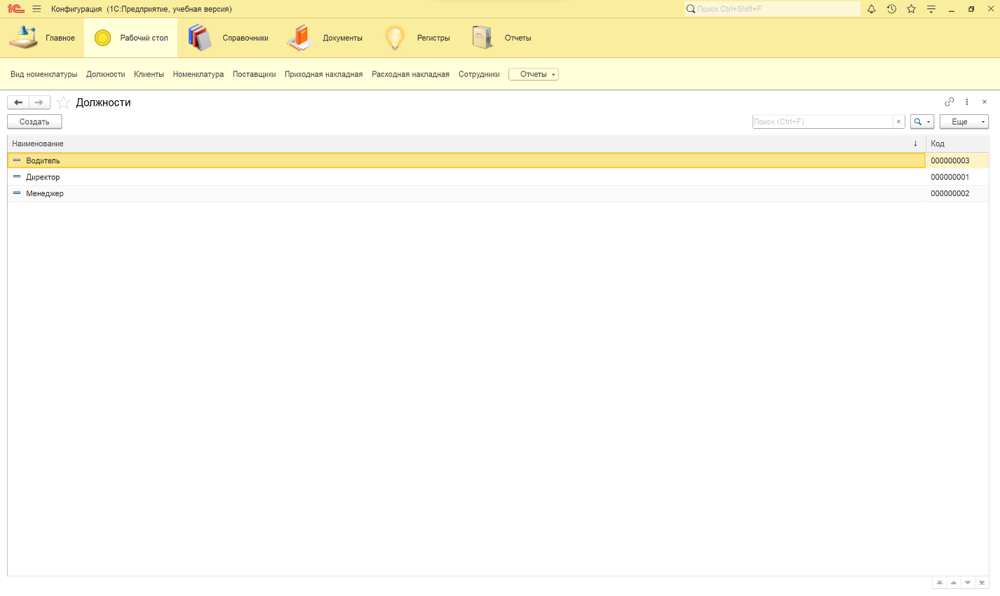 1С Конфигурация (1С:Предприятие, учебная версия) Поиск Ctrl+Shift+F
Главное Рабочий стол Справочники Документы Регистры Отчеты
Вид номенклатуры Должности Клиенты Номенклатура Поставщики Приходная накладная Расходная накладная Сотрудники Отчеты
Должности
Создать Поиск (Ctrl+F) Еще
Наименование Код
Водитель 000000003
Директор 000000001
Менеджер 000000002